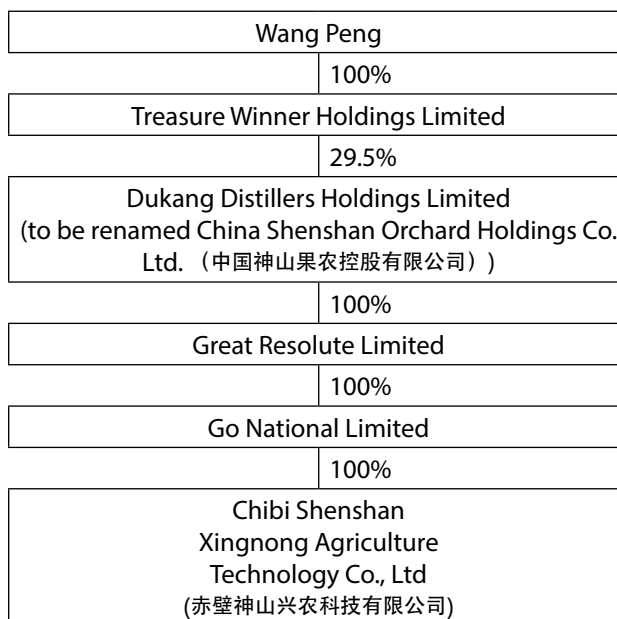 Wang Peng
100%
Treasure Winner Holdings Limited
29.5%
Dukang Distillers Holdings Limited
(to be renamed China Shenshan Orchard Holdings Co.
Ltd. （中国神山果农控股有限公司）)
100%
Great Resolute Limited
100%
Go National Limited
100%
Chibi Shenshan
Xingnong Agriculture
Technology Co., Ltd
(赤壁神山兴农科技有限公司)